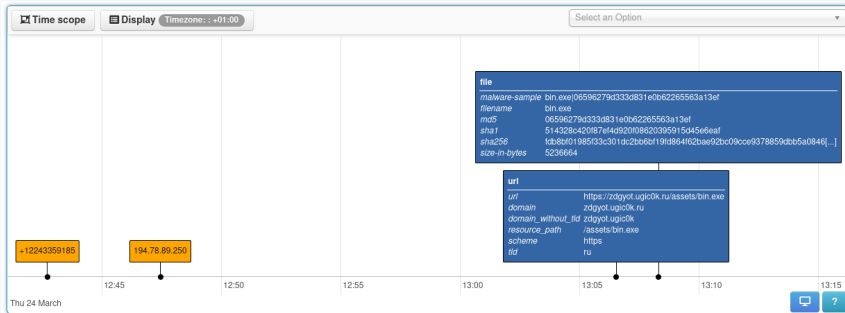 Time scope
Display Timezone: : +01:00
Select an Option
file
malware-sample bin.exe|06596279d333d831e0b62265563a13ef
filename bin.exe
md5 06596279d333d831e0b62265563a13ef
sha1 514328c420f87ef4d920f08620395915d45e6eaf
sha256 fdb8bf01985f33c301dc2bb6bf19fd864f62bae92bc09cce9378859dbb5a0846[...]
size-in-bytes 5236664
url
url https://zdgyot.ugic0k.ru/assets/bin.exe
domain zdgyot.ugic0k.ru
domain_without_tld zdgyot.ugic0k
resource_path /assets/bin.exe
scheme https
tld ru
+12243359185
194.78.89.250
12:45
12:50
12:55
13:00
13:05
13:10
13:15
Thu 24 March
?